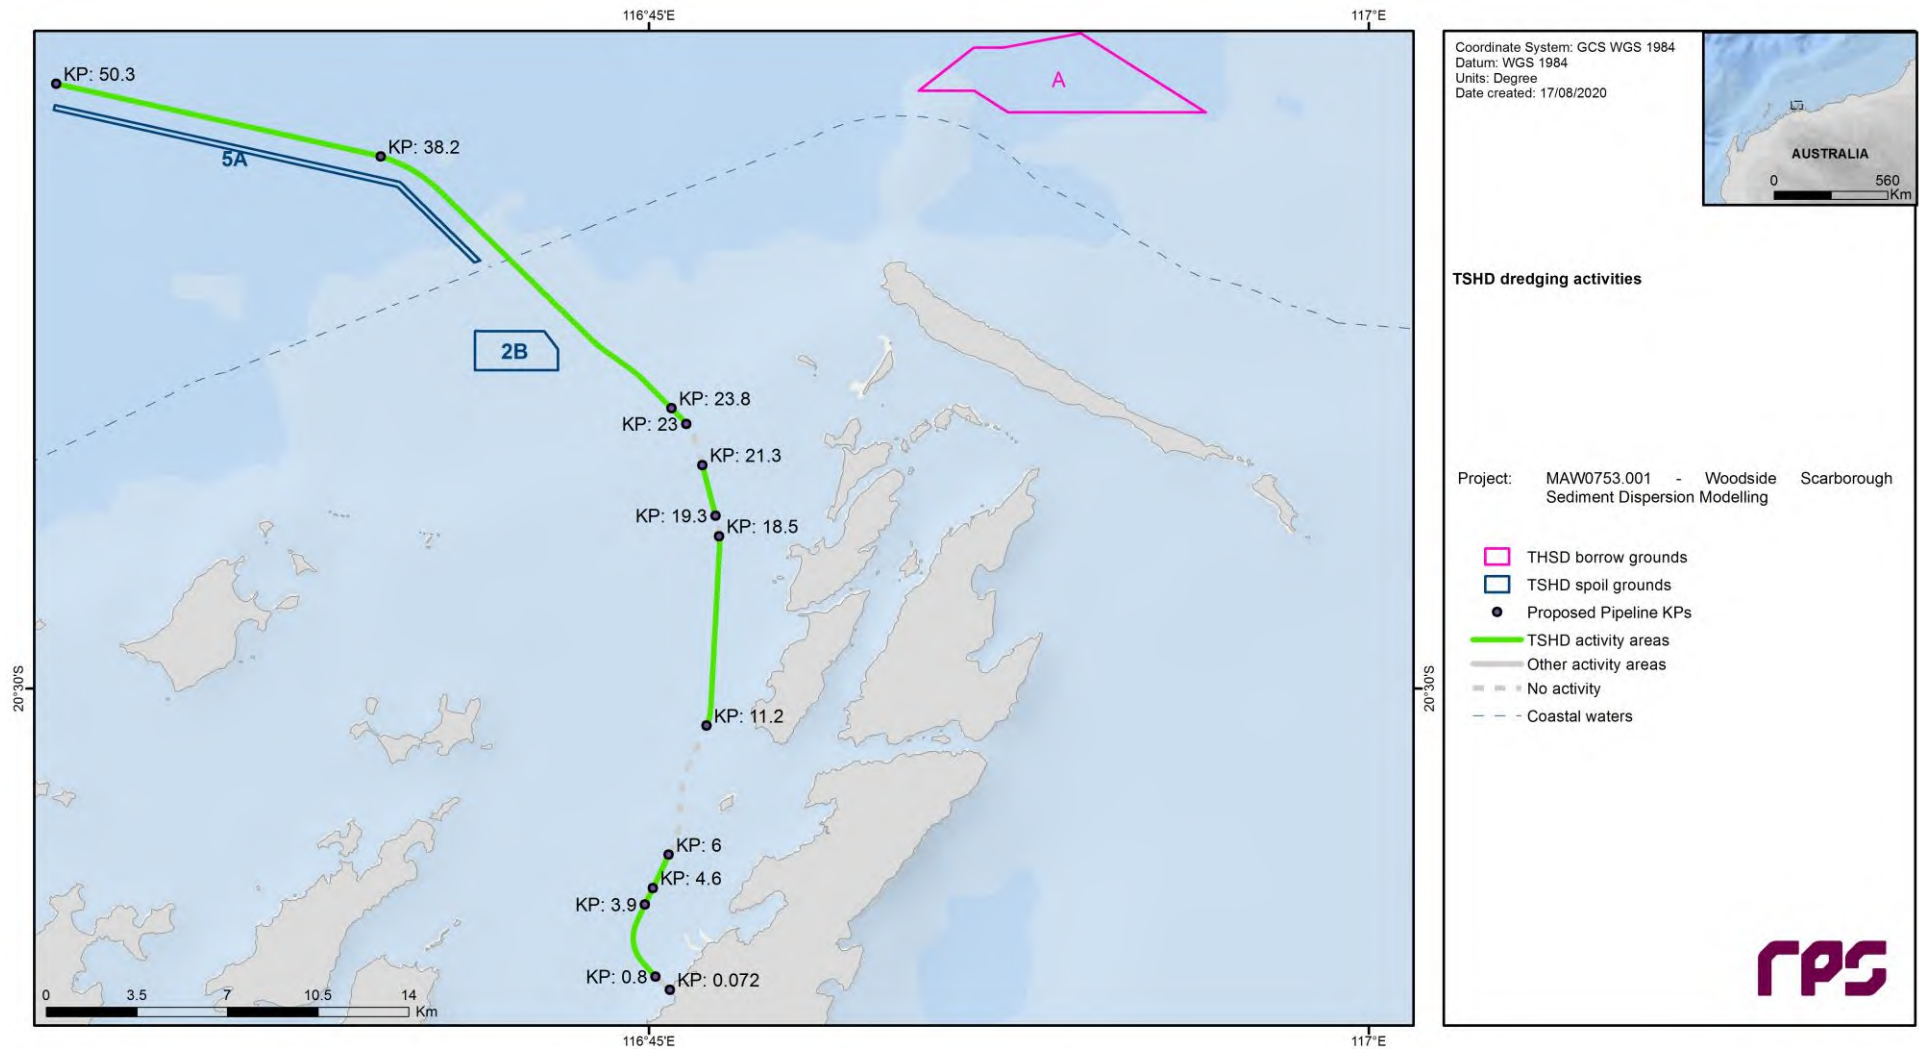 116°45'E
117°E
KP: 50.3
A
KP: 38.2
5A
2B
KP: 23.8
KP: 23
KP: 21.3
KP: 19.3
KP: 18.5
20°30'S
20°30'S
KP: 11.2
KP: 6
KP: 4.6
KP: 3.9
KP: 0.8
KP: 0.072
0 3.5 7 10.5 14
Km
116°45'E
117°E
Coordinate System: GCS WGS 1984
Datum: WGS 1984
Units: Degree
Date created: 17/08/2020
AUSTRALIA
0 560
Km
TSHD dredging activities
Project: MAW0753.001 - Woodside Scarborough
Sediment Dispersion Modelling
THSD borrow grounds
TSHD spoil grounds
Proposed Pipeline KPs
TSHD activity areas
Other activity areas
No activity
Coastal waters
rps